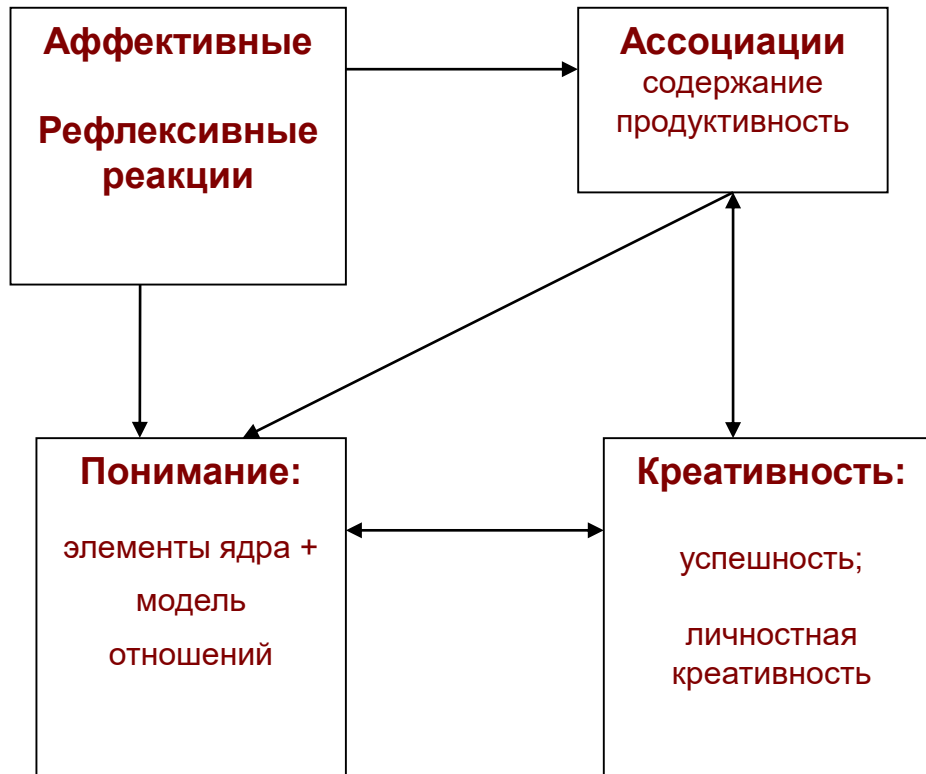 Аффективные
Рефлексивные
реакции
Ассоциации
содержание
продуктивность
Понимание:
элементы ядра +
модель
отношений
Креативность:
успешность;
личностная
креативность